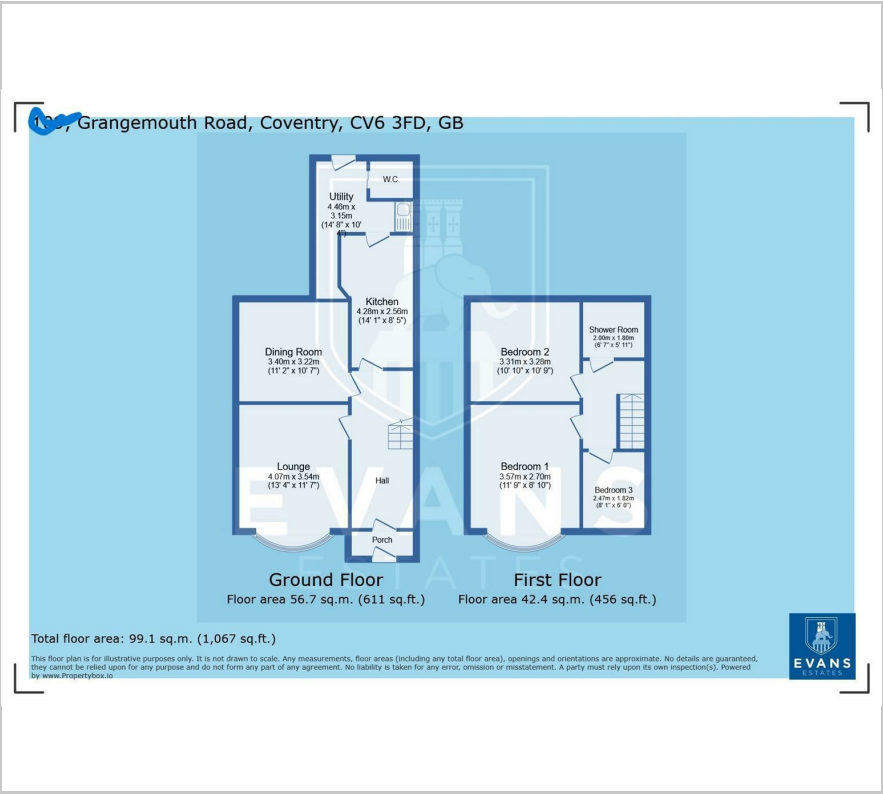 Grangemouth Road, Coventry, CV6 3FD, GB
W.C.
Utility
4.46m x
3.15m
(14' 8" x 10'
4")
Kitchen
4.28m x 2.56m
(14' 1" x 8' 5")
Dining Room
3.40m x 3.22m
(11' 2" x 10' 7")
Lounge
4.07m x 3.54m
(13' 4" x 11' 7")
Hall
Porch
Shower Room
2.00m x 1.80m
(6' 7" x 5' 11")
Bedroom 2
3.31m x 3.28m
(10' 10" x 10' 9")
Bedroom 1
3.57m x 2.70m
(11' 9" x 8' 10")
Bedroom 3
2.47m x 1.82m
(8' 1" x 6' 0")
EVANS
ESTATES
Ground Floor
Floor area 56.7 sq.m. (611 sq.ft.)
First Floor
Floor area 42.4 sq.m. (456 sq.ft.)
Total floor area: 99.1 sq.m. (1,067 sq.ft.)
This floor plan is for illustrative purposes only. It is not drawn to scale. Any measurements, floor areas (including any total floor area), openings and orientations are approximate. No details are guaranteed,
they cannot be relied upon for any purpose and do not form any part of any agreement. No liability is taken for any error, omission or misstatement. A party must rely upon its own inspection(s). Powered
by www.Propertybox.io
EVANS
ESTATES